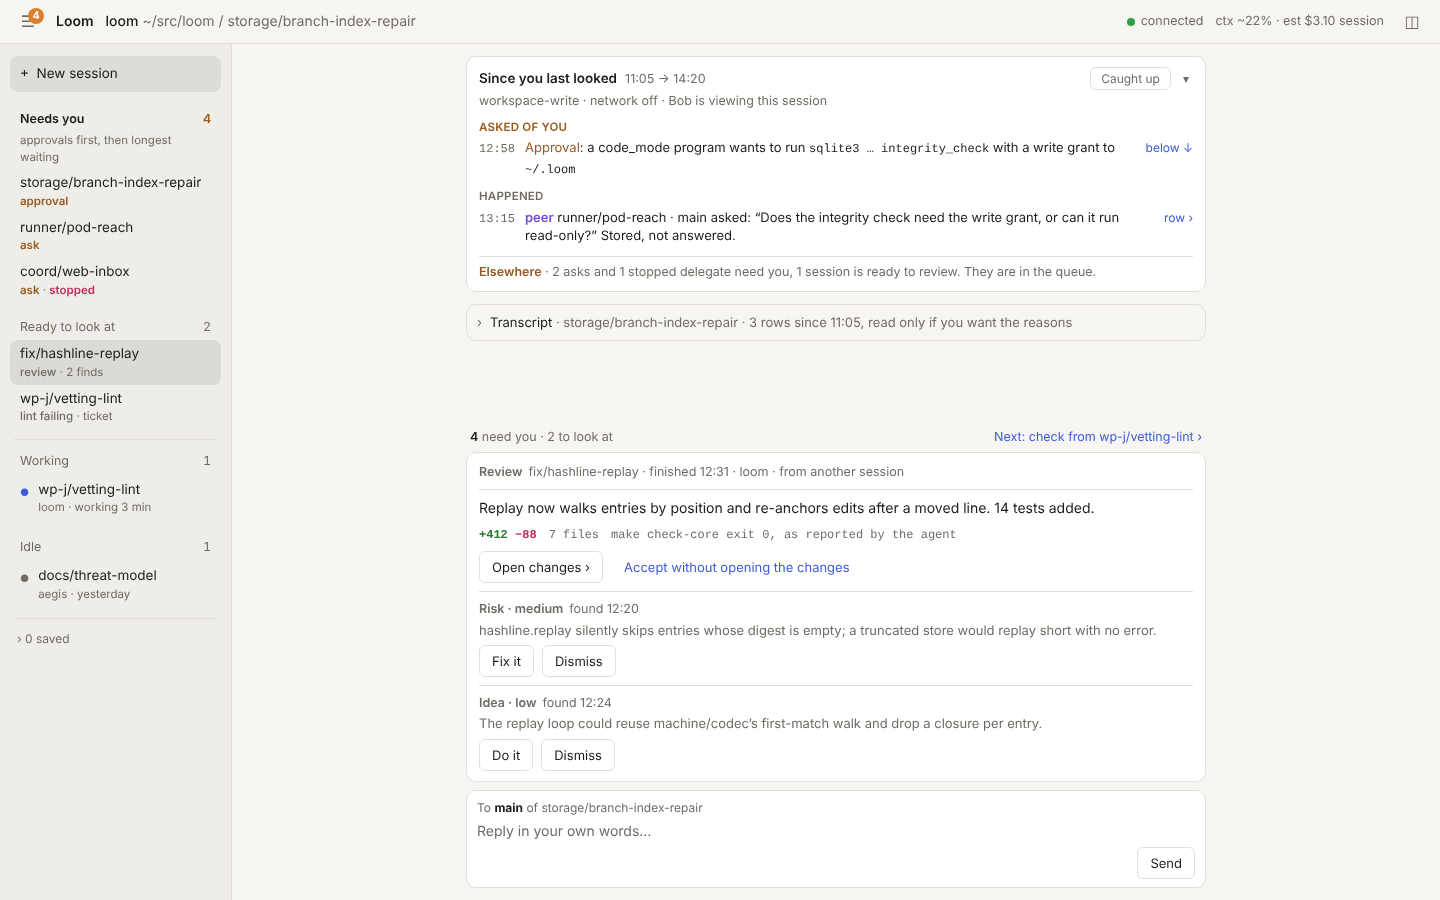 4
Loom loom ~/src/loom / storage/branch-index-repair
connected ctx ~22% · est $3.10 session
+ New session
Needs you 4
approvals first, then longest
waiting
storage/branch-index-repair
approval
runner/pod-reach
ask
coord/web-inbox
ask · stopped
Ready to look at 2
fix/hashline-replay
review · 2 finds
wp-j/vetting-lint
lint failing · ticket
Working 1
wp-j/vetting-lint
loom · working 3 min
Idle 1
docs/threat-model
aegis · yesterday
› 0 saved
Since you last looked 11:05 → 14:20
Caught up ▾
workspace-write · network off · Bob is viewing this session
ASKED OF YOU
12:58 Approval: a code_mode program wants to run sqlite3 … integrity_check with a write grant to below ↓
~/.loom
HAPPENED
13:15 peer runner/pod-reach · main asked: “Does the integrity check need the write grant, or can it run row ›
read-only?” Stored, not answered.
Elsewhere · 2 asks and 1 stopped delegate need you, 1 session is ready to review. They are in the queue.
› Transcript · storage/branch-index-repair · 3 rows since 11:05, read only if you want the reasons
4 need you · 2 to look at
Next: check from wp-j/vetting-lint ›
Review fix/hashline-replay · finished 12:31 · loom · from another session
Replay now walks entries by position and re-anchors edits after a moved line. 14 tests added.
+412 −88 7 files make check-core exit 0, as reported by the agent
Open changes › Accept without opening the changes
Risk · medium found 12:20
hashline.replay silently skips entries whose digest is empty; a truncated store would replay short with no error.
Fix it Dismiss
Idea · low found 12:24
The replay loop could reuse machine/codec’s first-match walk and drop a closure per entry.
Do it Dismiss
To main of storage/branch-index-repair
Reply in your own words…
Send